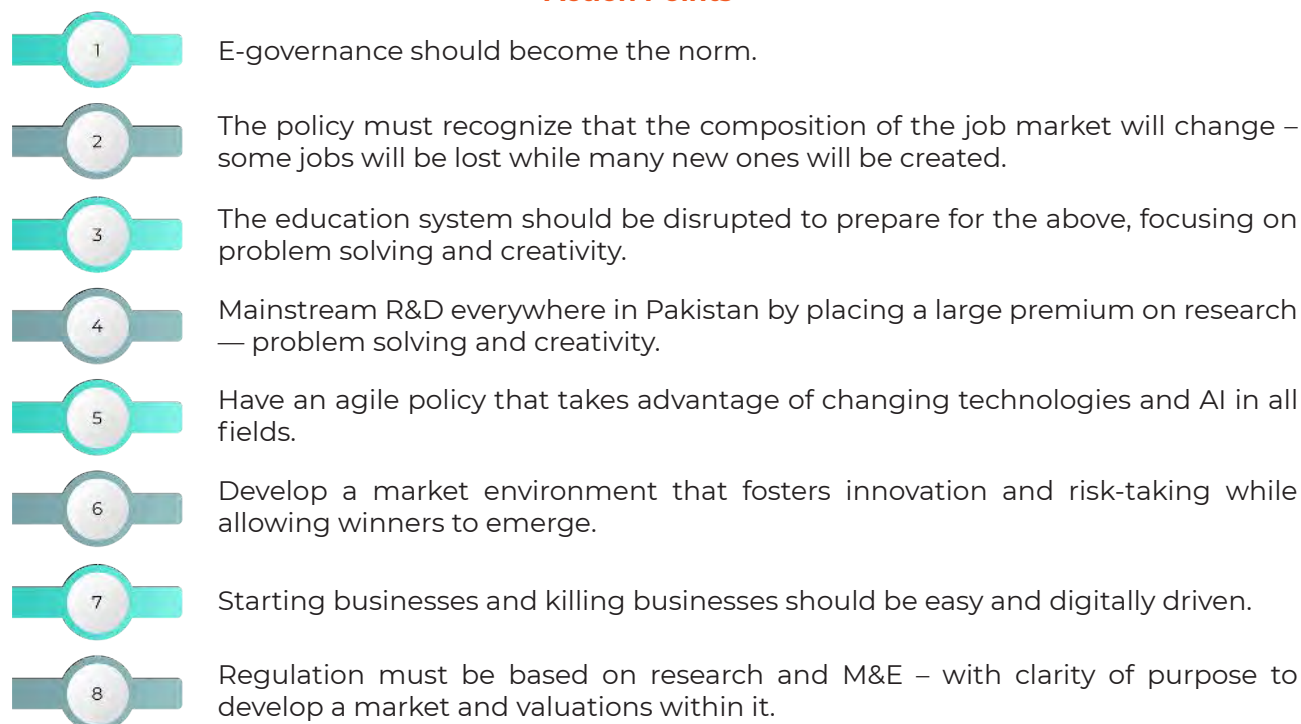 Action Points
1
E-governance should become the norm.
2
The policy must recognize that the composition of the job market will change –
some jobs will be lost while many new ones will be created.
3
The education system should be disrupted to prepare for the above, focusing on
problem solving and creativity.
4
Mainstream R&D everywhere in Pakistan by placing a large premium on research
— problem solving and creativity.
5
Have an agile policy that takes advantage of changing technologies and AI in all
fields.
6
Develop a market environment that fosters innovation and risk-taking while
allowing winners to emerge.
7
Starting businesses and killing businesses should be easy and digitally driven.
8
Regulation must be based on research and M&E – with clarity of purpose to
develop a market and valuations within it.